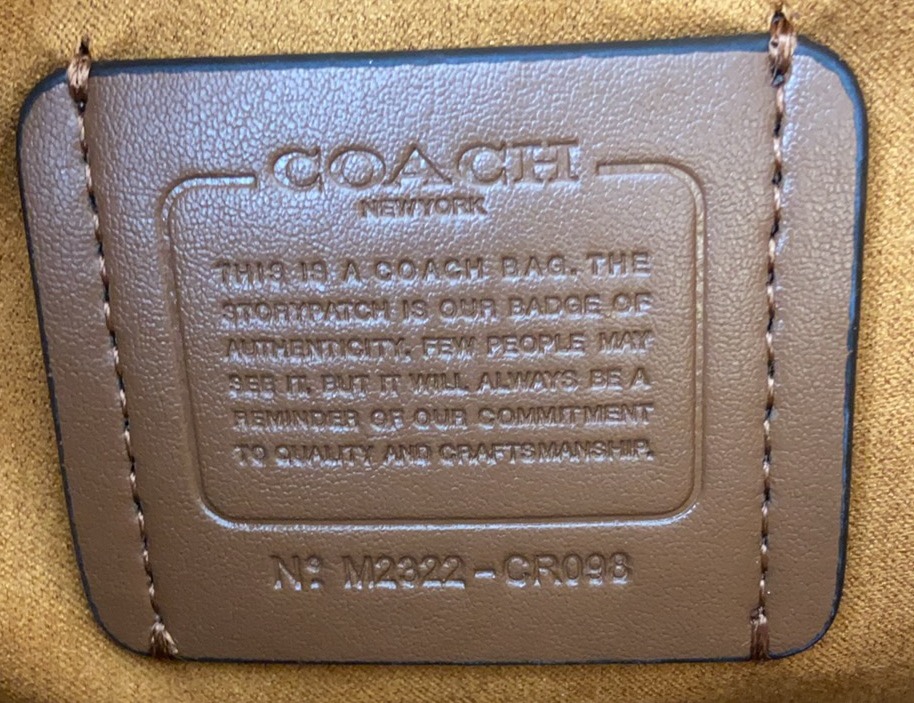 COACH
NEW YORK
THIS IS A COACH BAG. THE
STORYPATCH IS OUR BADGE OF
AUTHENTICITY. FEW PEOPLE MAY
SEE IT, BUT IT WILL ALWAYS BE A
REMINDER OF OUR COMMITMENT
TO QUALITY AND CRAFTSMANSHIP.
Nº M2322-CR098